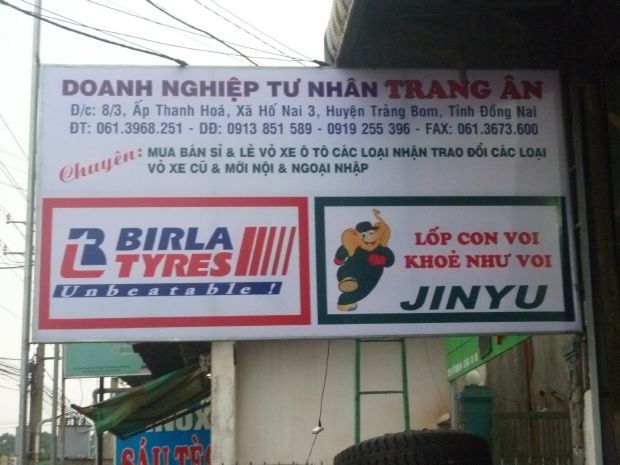 DOANH NGHIỆP TƯ NHÂN TRANG ÂN
Đ/c: 8/3, Ấp Thanh Hoá, Xã Hố Nai 3, Huyện Trảng Bom, Tỉnh Đồng Nai
ĐT: 061.3968.251 - DĐ: 0913 851 589 - 0919 255 396 - FAX: 061.3673.600
Chuyên: MUA BÁN SỈ & LẺ VỎ XE Ô TÔ CÁC LOẠI NHẬN TRAO ĐỔI CÁC LOẠI
VỎ XE CŨ & MỚI NỘI & NGOẠI NHẬP
BIRLA
TYRES
Unbeatable !
LỐP CON VOI
KHOẺ NHƯ VOI
JINYU
INOX
SÁU TÈO